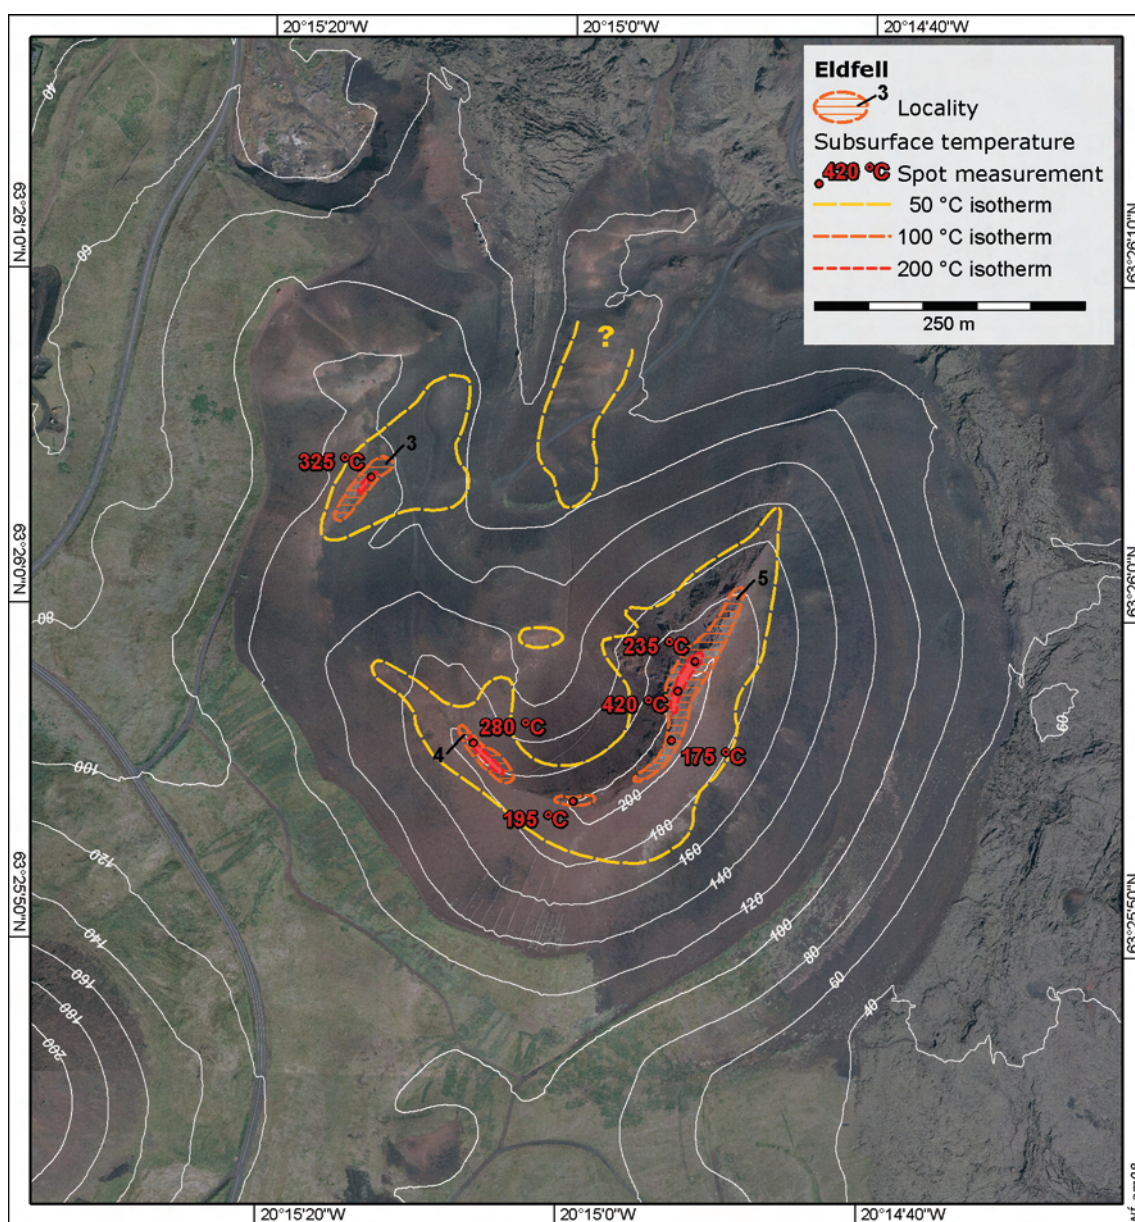 20°15'20"W
20°15'0"W
20°14'40"W
Eldfell
3
Locality
Subsurface temperature
420 °C
Spot measurement
50 °C isotherm
100 °C isotherm
200 °C isotherm
250 m
40
63°26'10"N
63°26'10"N
60
?
3
325 °C
63°26'0"N
63°26'0"N
5
80
235 °C
420 °C
60
280 °C
4
175 °C
100
195 °C
200
180
160
140
120
120
100
80
60
40
63°25'50"N
63°25'50"N
140
160
180
200
20°15'20"W
20°15'0"W
20°14'40"W